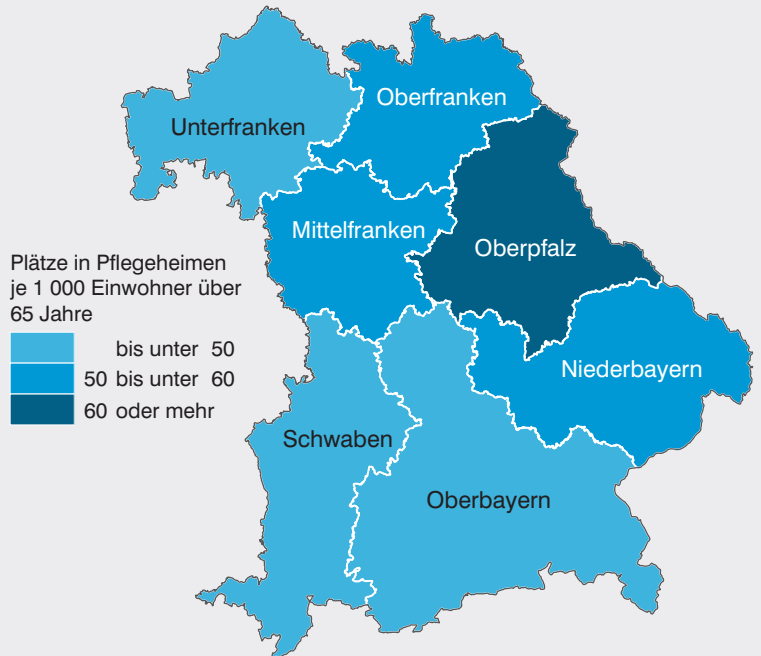 Oberfranken
Unterfranken
Mittelfranken
Oberpfalz
Plätze in Pflegeheimen
je 1 000 Einwohner über
65 Jahre
bis unter 50
50 bis unter 60
60 oder mehr
Niederbayern
Schwaben
Oberbayern